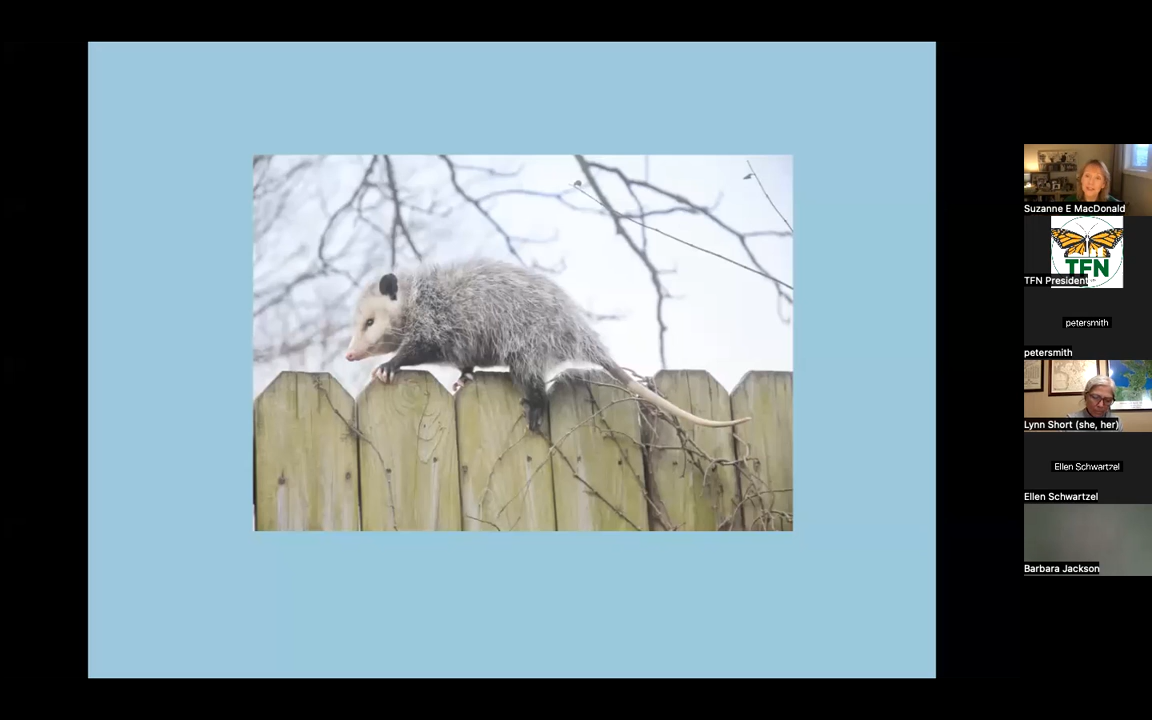 Suzanne E MacDonald
TFN
TFN President
petersmith
petersmith
Lynn Short (she, her)
Ellen Schwartzel
Ellen Schwartzel
Barbara Jackson